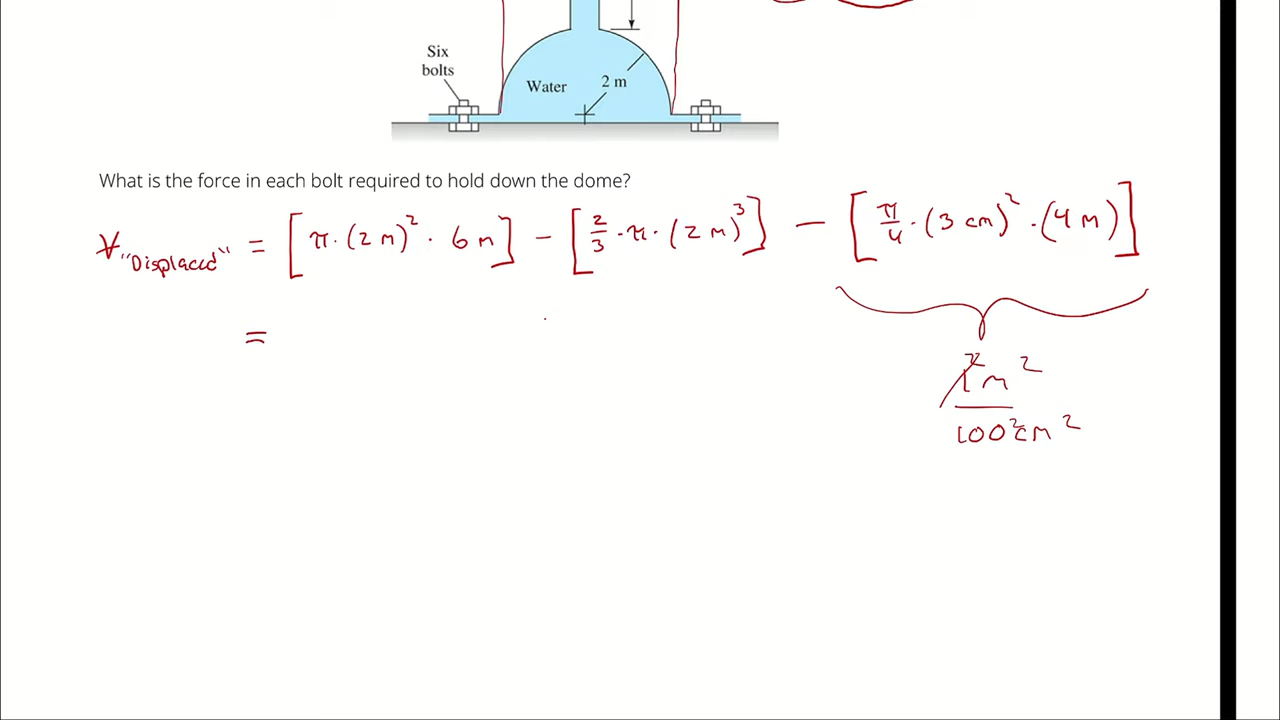 Six
bolts
Water
2 m
What is the force in each bolt required to hold down the dome?
V"Displaced" = [π · (2 m)² · 6 m] − [2/3 · π · (2 m)³] − [π/4 · (3 cm)² · (4 m)]
=
1² m²
100² cm²